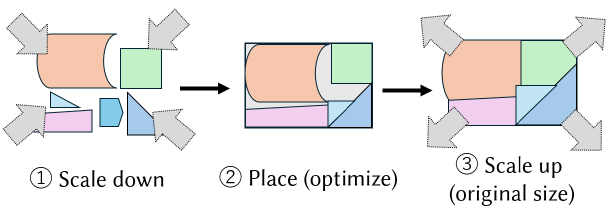 ① Scale down
② Place (optimize)
③ Scale up
(original size)